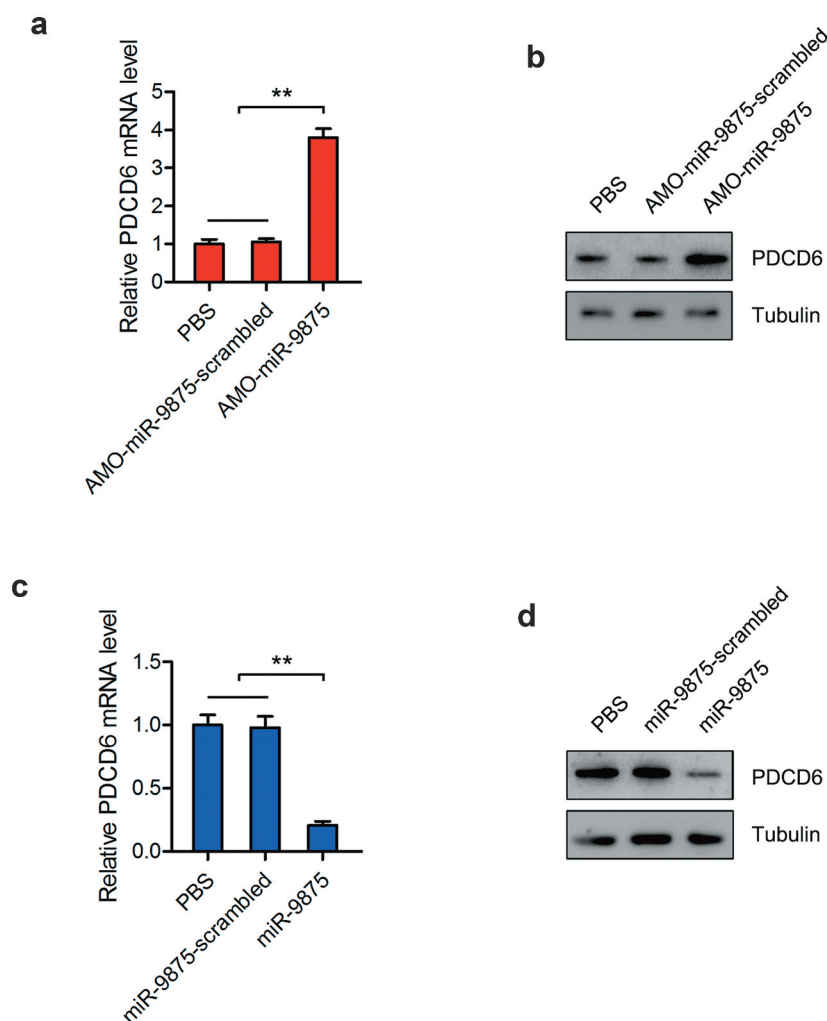 a
Relative PDCD6 mRNA level
5
4
3
2
1
0
**
PBS
AMO-miR-9875-scrambled
AMO-miR-9875
b
PBS
AMO-miR-9875-scrambled
AMO-miR-9875
PDCD6
Tubulin
c
Relative PDCD6 mRNA level
1.5
1.0
0.5
0.0
**
PBS
miR-9875-scrambled
miR-9875
d
PBS
miR-9875-scrambled
miR-9875
PDCD6
Tubulin